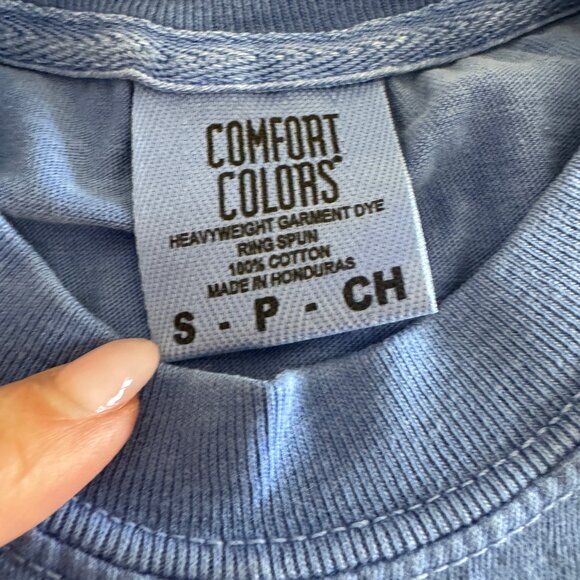 COMFORT
COLORS®
HEAVYWEIGHT GARMENT DYE
RING SPUN
100% COTTON
MADE IN HONDURAS
S - P - CH